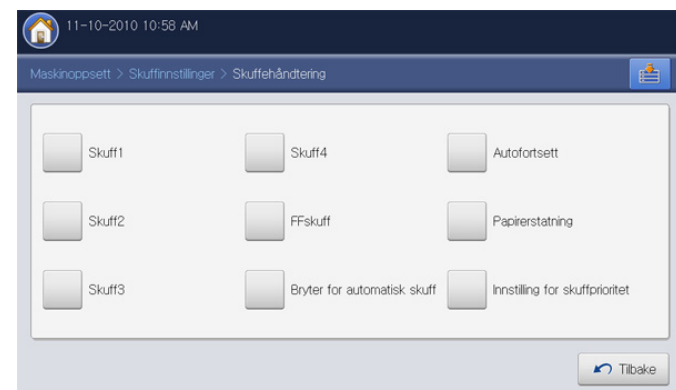 11-10-2010 10:58 AM
Maskinoppsett > Skuffinnstillinger > Skuffehåndtering
Skuff1 Skuff4 Autofortsett
Skuff2 FFskuff Papirerstatning
Skuff3 Bryter for automatisk skuff Innstilling for skuffprioritet
Tilbake